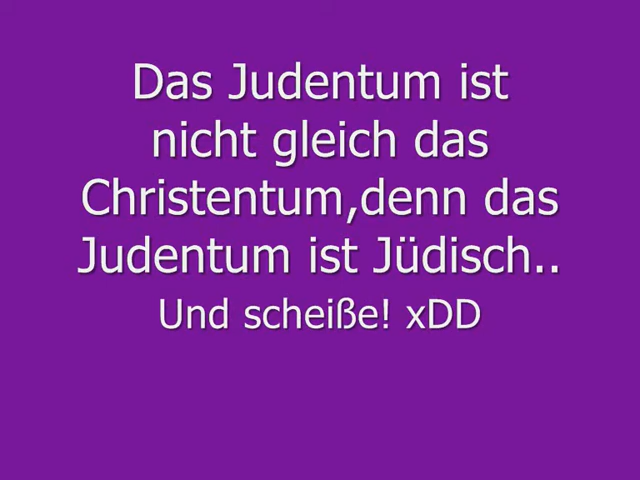 Das Judentum ist
nicht gleich das
Christentum,denn das
Judentum ist Jüdisch..
Und scheiße! xDD